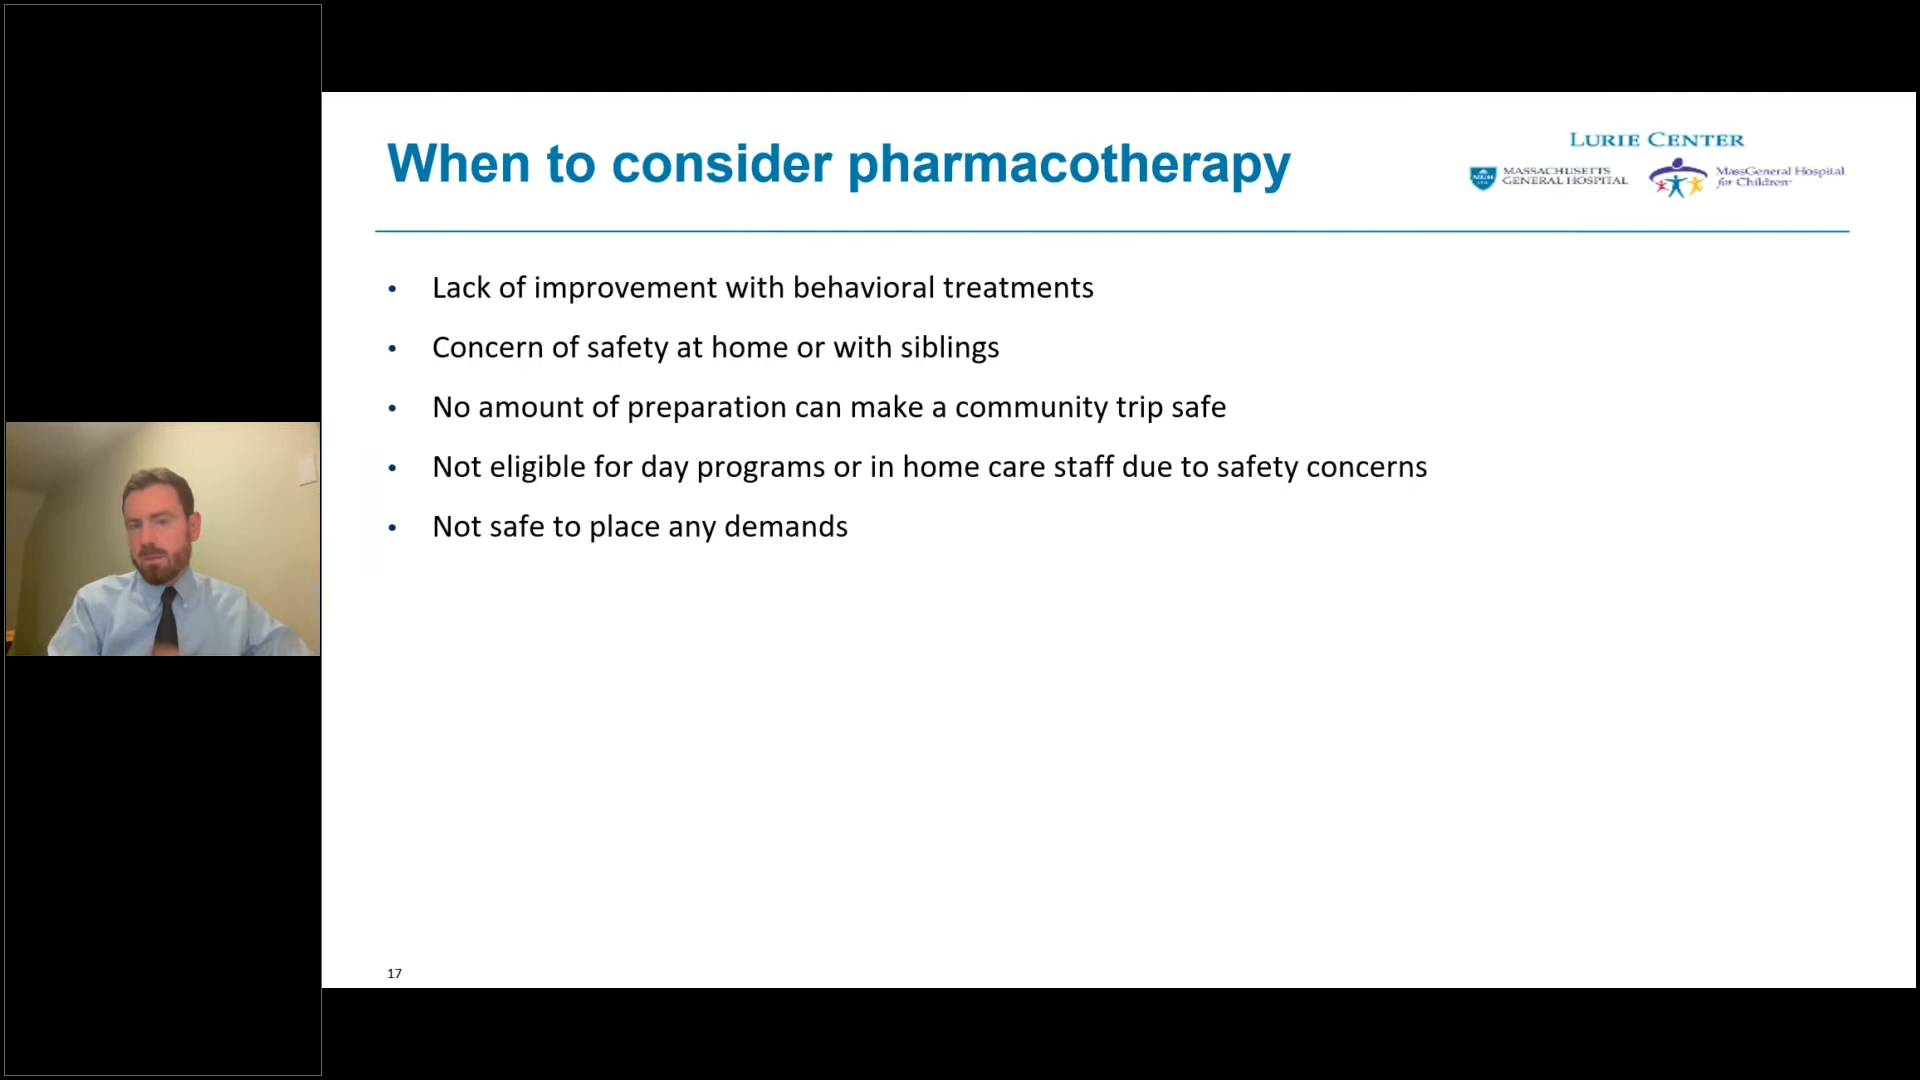 When to consider pharmacotherapy
LURIE CENTER
MASSACHUSETTS
GENERAL HOSPITAL
MassGeneral Hospital
for Children
• Lack of improvement with behavioral treatments
• Concern of safety at home or with siblings
• No amount of preparation can make a community trip safe
• Not eligible for day programs or in home care staff due to safety concerns
• Not safe to place any demands
17